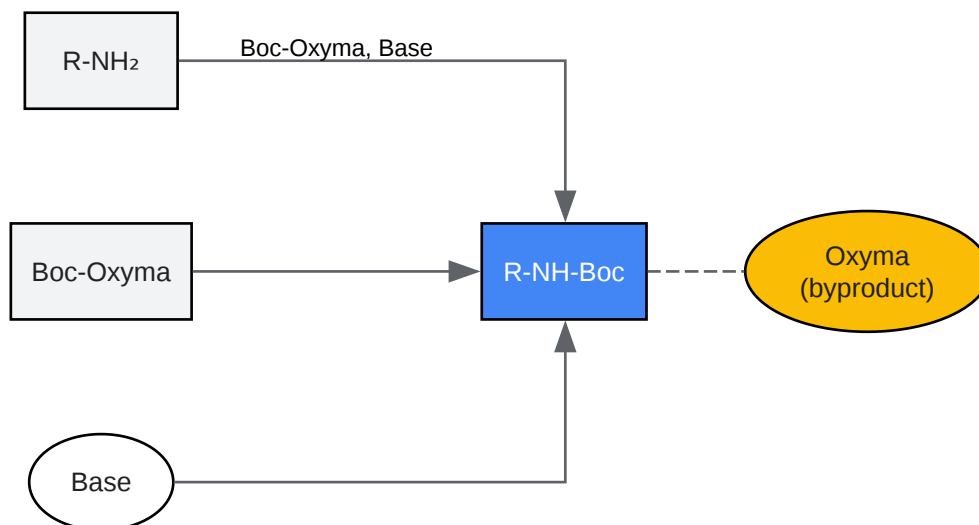 R-NH₂
Boc-Oxyma, Base
Boc-Oxyma
R-NH-Boc
Oxyma
(byproduct)
Base